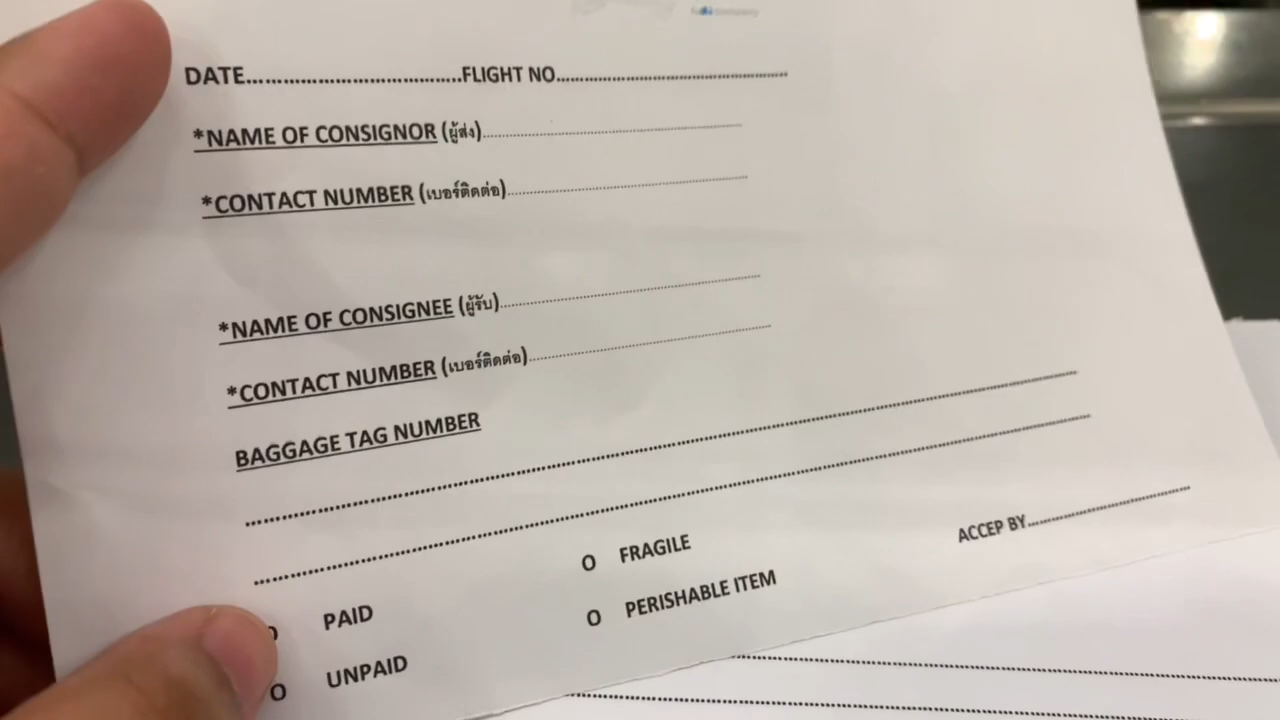 DATE..................................FLIGHT NO.......................................
*NAME OF CONSIGNOR (ผู้ส่ง)..........................................................
*CONTACT NUMBER (เบอร์ติดต่อ)......................................................
*NAME OF CONSIGNEE (ผู้รับ)..........................................................
*CONTACT NUMBER (เบอร์ติดต่อ)......................................................
BAGGAGE TAG NUMBER
....................................................................................................
....................................................................................................
O FRAGILE
ACCEP BY............................
O PAID
O PERISHABLE ITEM
O UNPAID